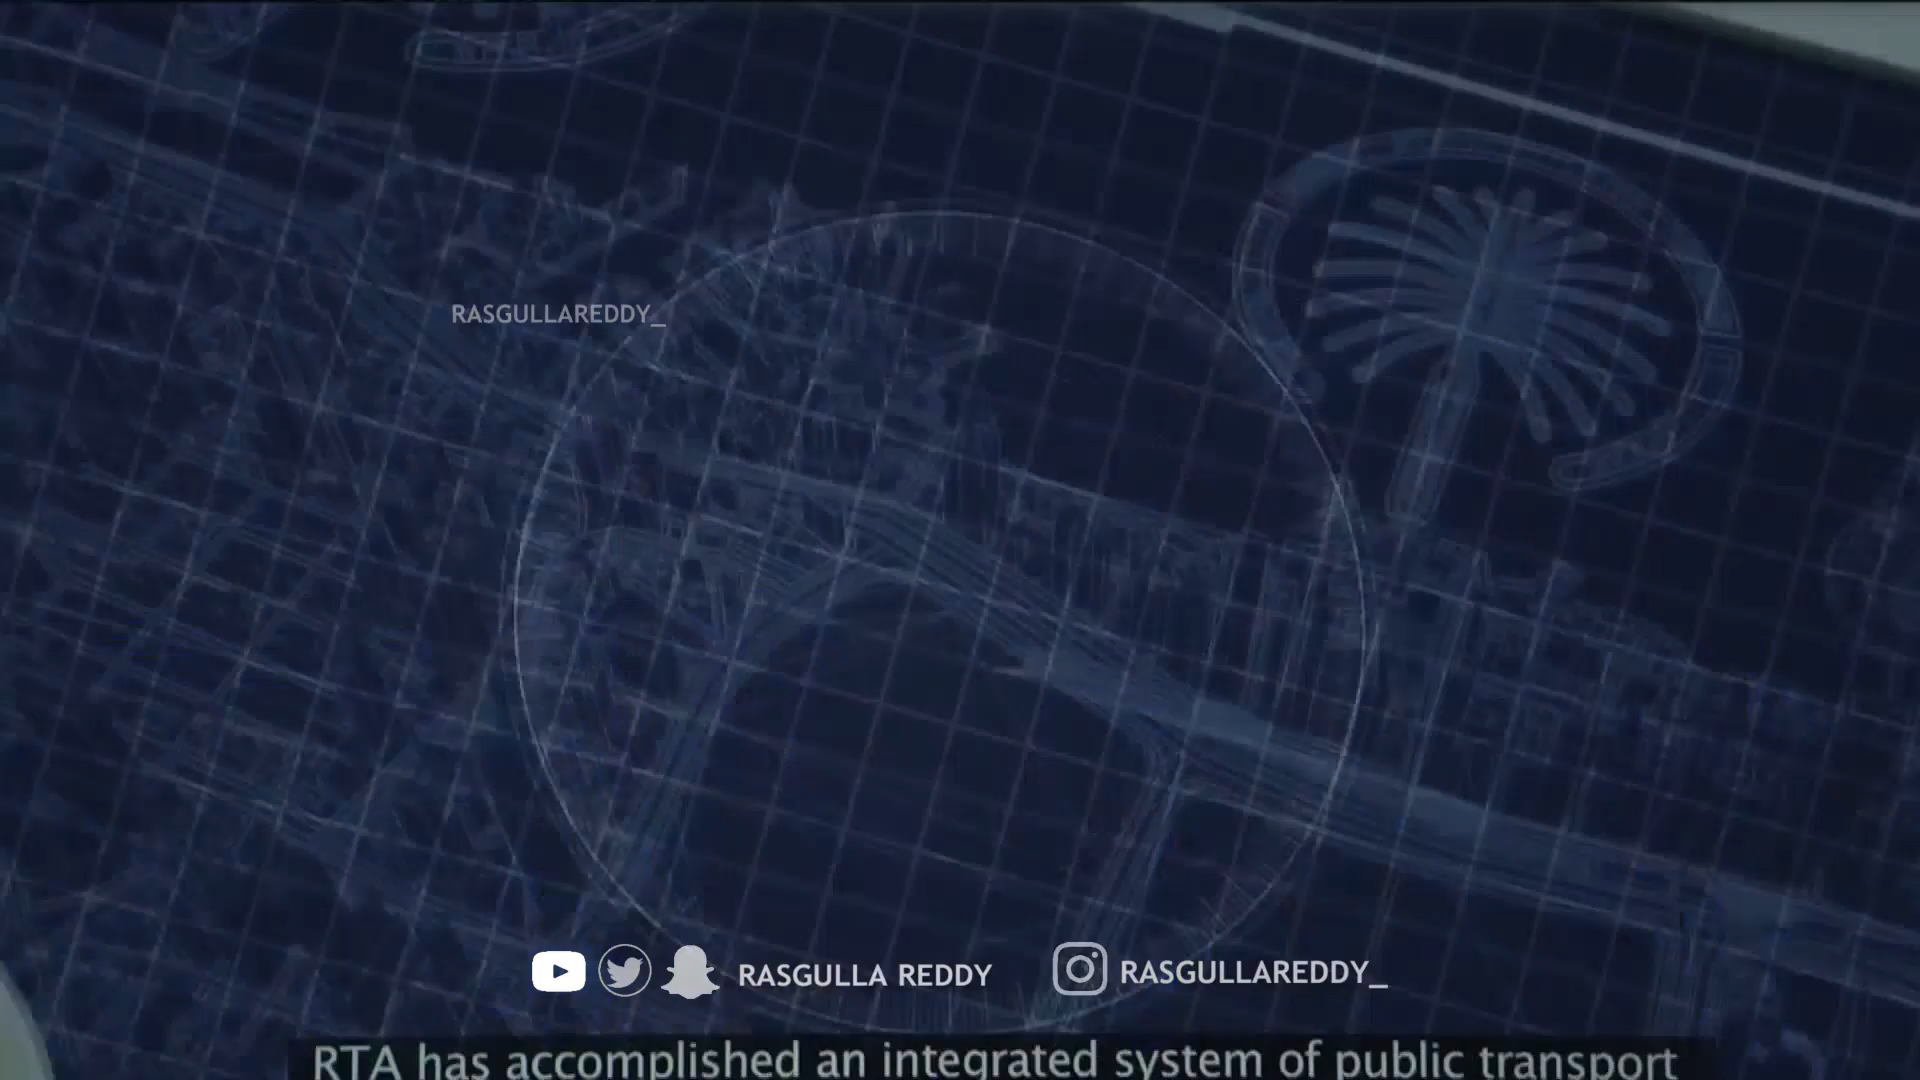 RASGULLAREDDY_
RASGULLA REDDY
RASGULLAREDDY_
RTA has accomplished an integrated system of public transport